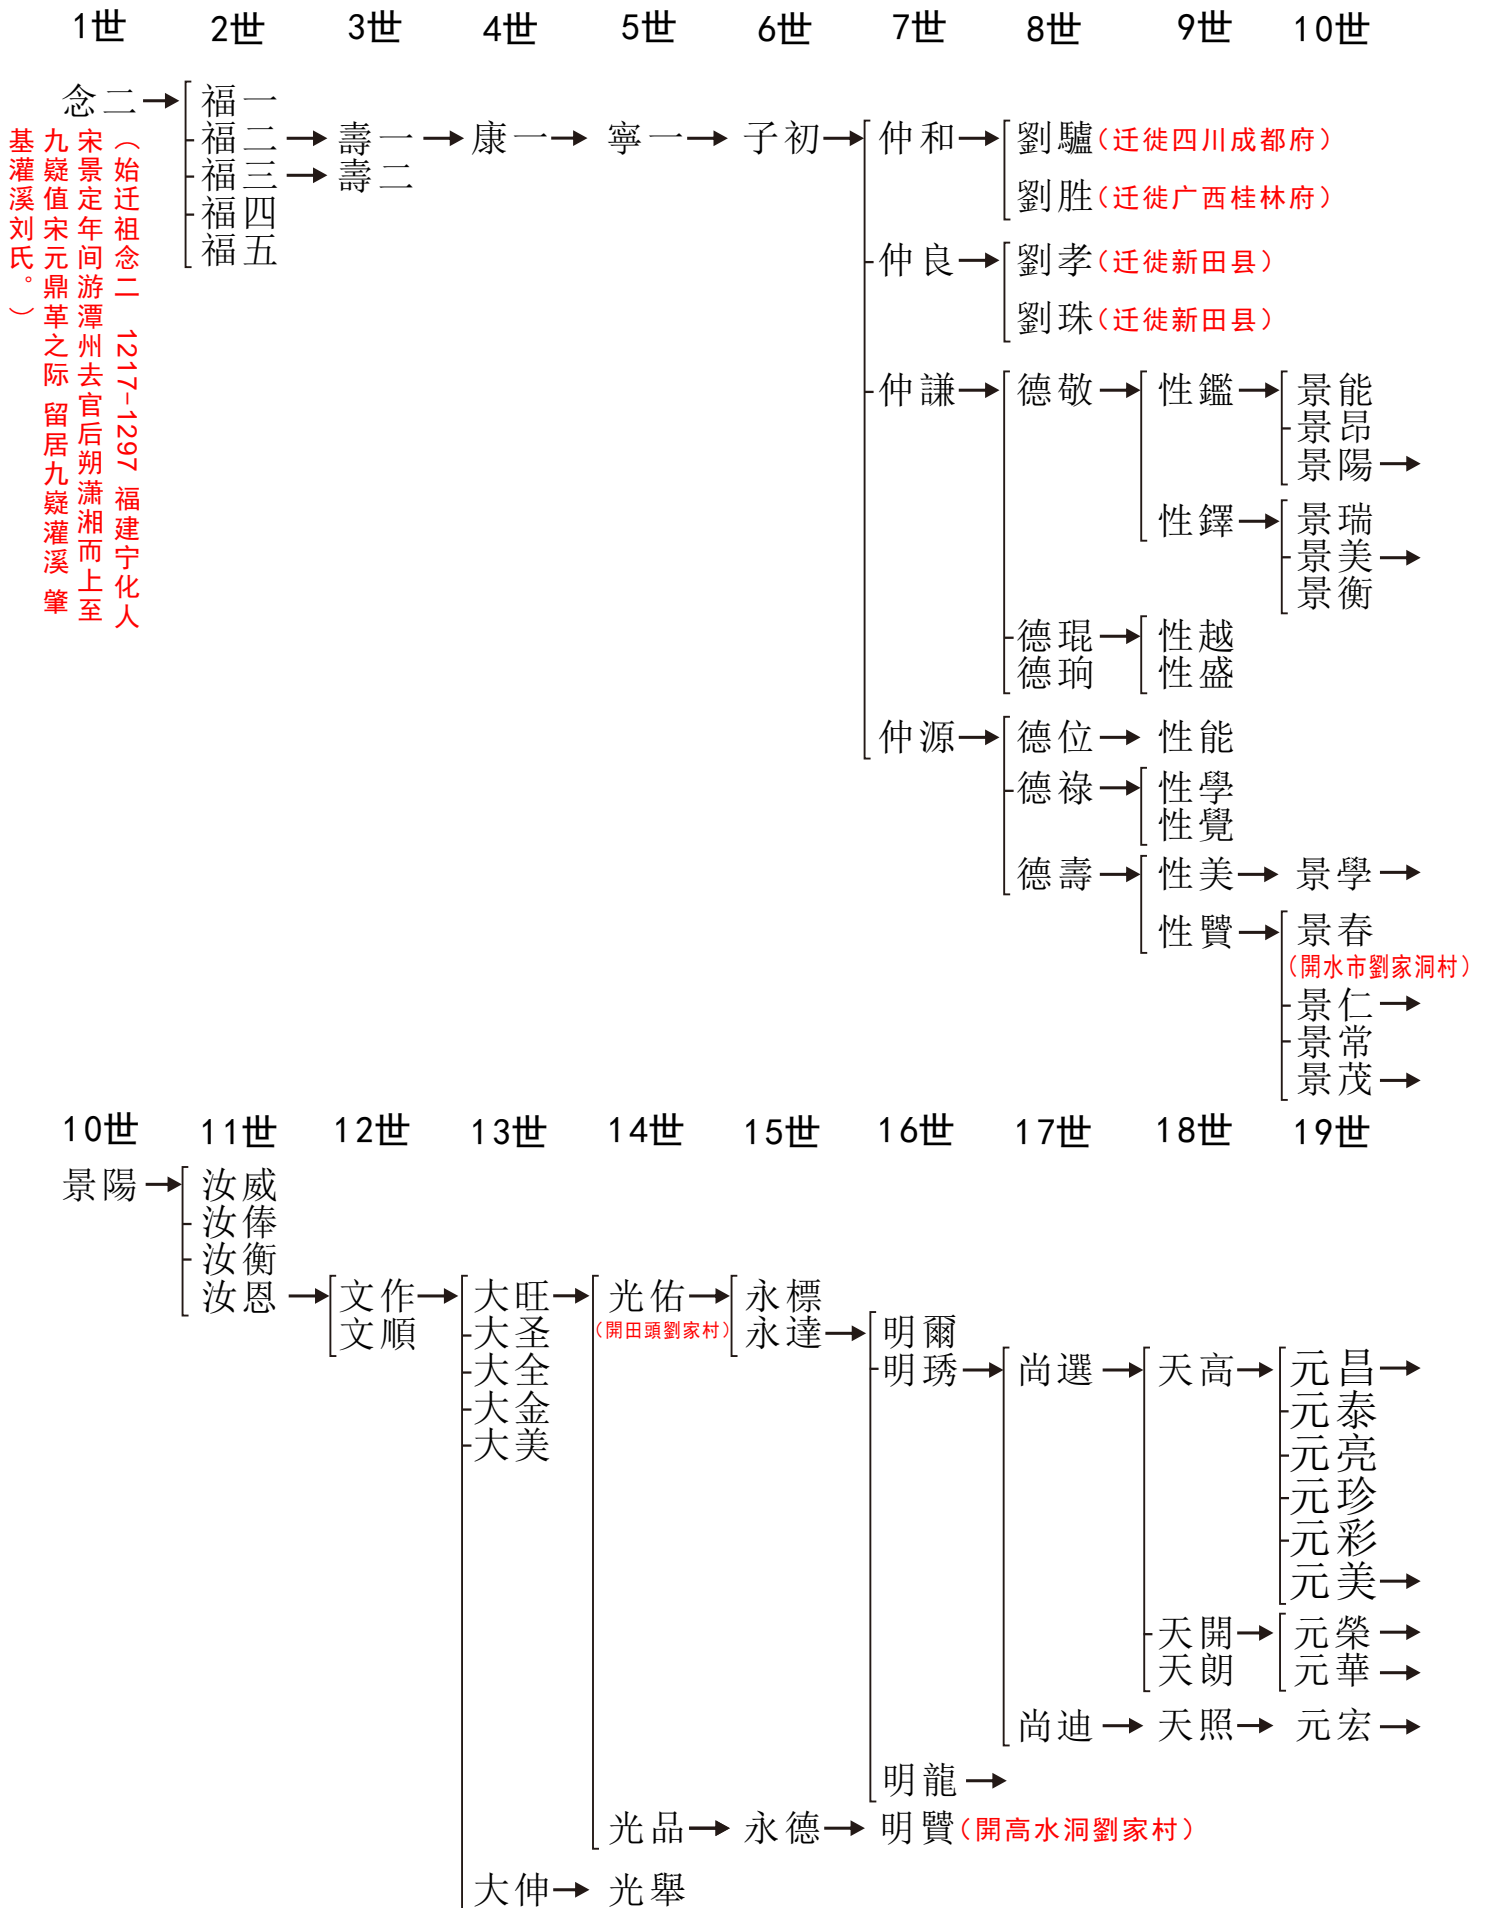 1世 2世 3世 4世 5世 6世 7世 8世 9世 10世
念二 福一
福二 壽一 康一 寧一 子初 仲和 劉驢(迁徙四川成都府)
福三 壽二
劉胜(迁徙广西桂林府)
福四
福五
仲良 劉孝(迁徙新田县)
劉珠(迁徙新田县)
(始迁祖念二 1217-1297 福建宁化人
宋景定年间游潭州去官后朔潇湘而上至
九嶷值宋元鼎革之际 留居九嶷灌溪 肇
基灌溪刘氏。)
仲謙 德敬 性鑑 景能
景昂
景陽
性鐸 景瑞
景美
景衡
德琨 性越
德珦 性盛
仲源 德位 性能
德祿 性學
性覺
德壽 性美 景學
性贒 景春
(開水市劉家洞村)
景仁
景常
景茂
10世 11世 12世 13世 14世 15世 16世 17世 18世 19世
景陽 汝威
汝俸
汝衡
汝恩 文作 大旺 光佑 永標
文順 大圣 (開田頭劉家村) 永達 明爾
大全 明琇 尚選 天高 元昌
大金 元泰
大美 元亮
元珍
元彩
元美
天開 元榮
天朗 元華
尚迪 天照 元宏
明龍
光品 永德 明贒(開高水洞劉家村)
大伸 光舉